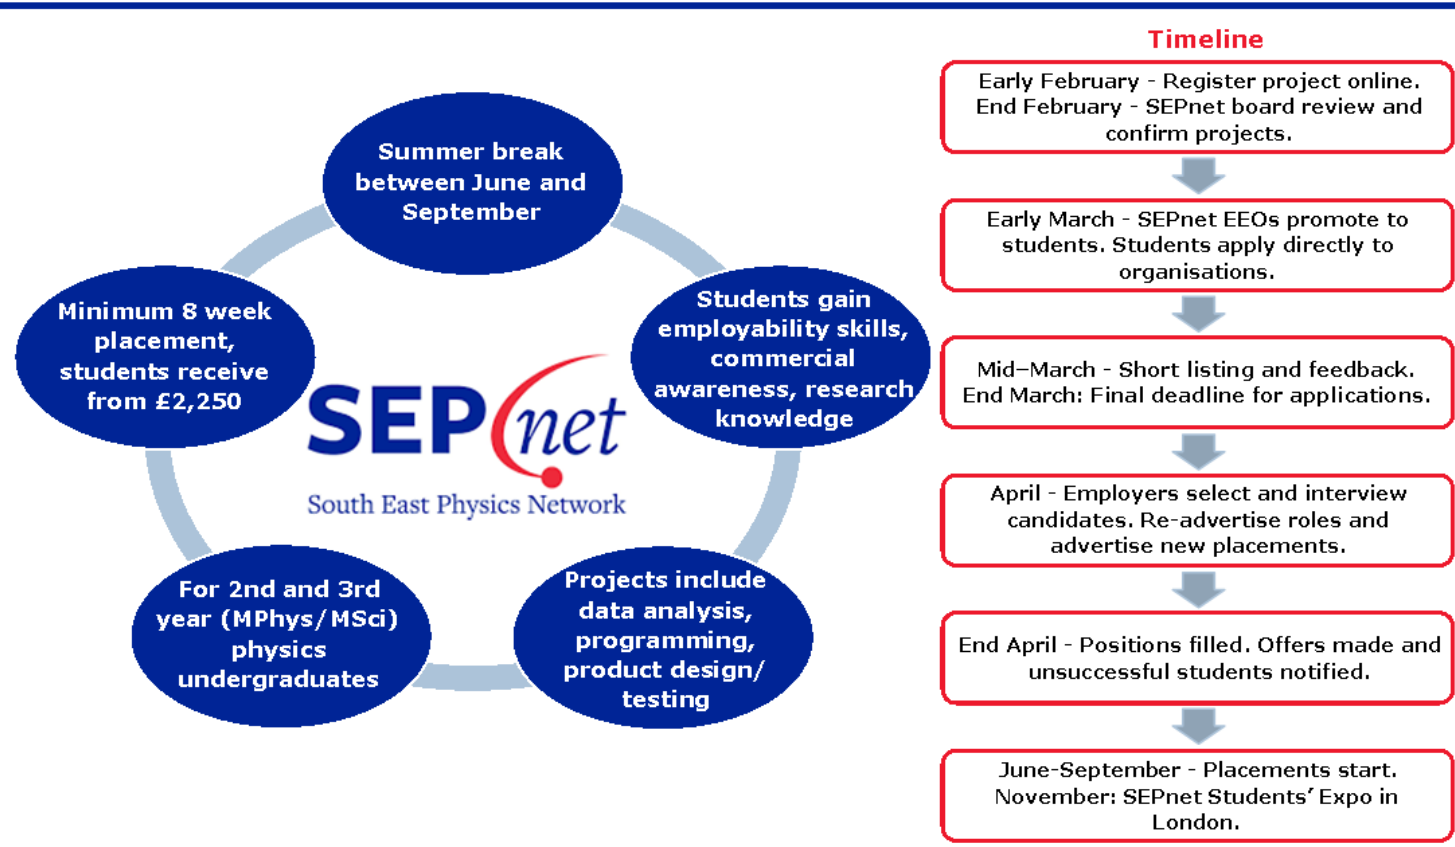 Timeline
Early February - Register project online.
End February - SEPnet board review and
confirm projects.
Early March - SEPnet EEOs promote to
students. Students apply directly to
organisations.
Mid–March - Short listing and feedback.
End March: Final deadline for applications.
April - Employers select and interview
candidates. Re-advertise roles and
advertise new placements.
End April - Positions filled. Offers made and
unsuccessful students notified.
June-September - Placements start.
November: SEPnet Students’ Expo in
London.
Summer break
between June and
September
Students gain
employability skills,
commercial
awareness, research
knowledge
Projects include
data analysis,
programming,
product design/
testing
For 2nd and 3rd
year (MPhys/MSci)
physics
undergraduates
Minimum 8 week
placement,
students receive
from £2,250
SEPnet
South East Physics Network